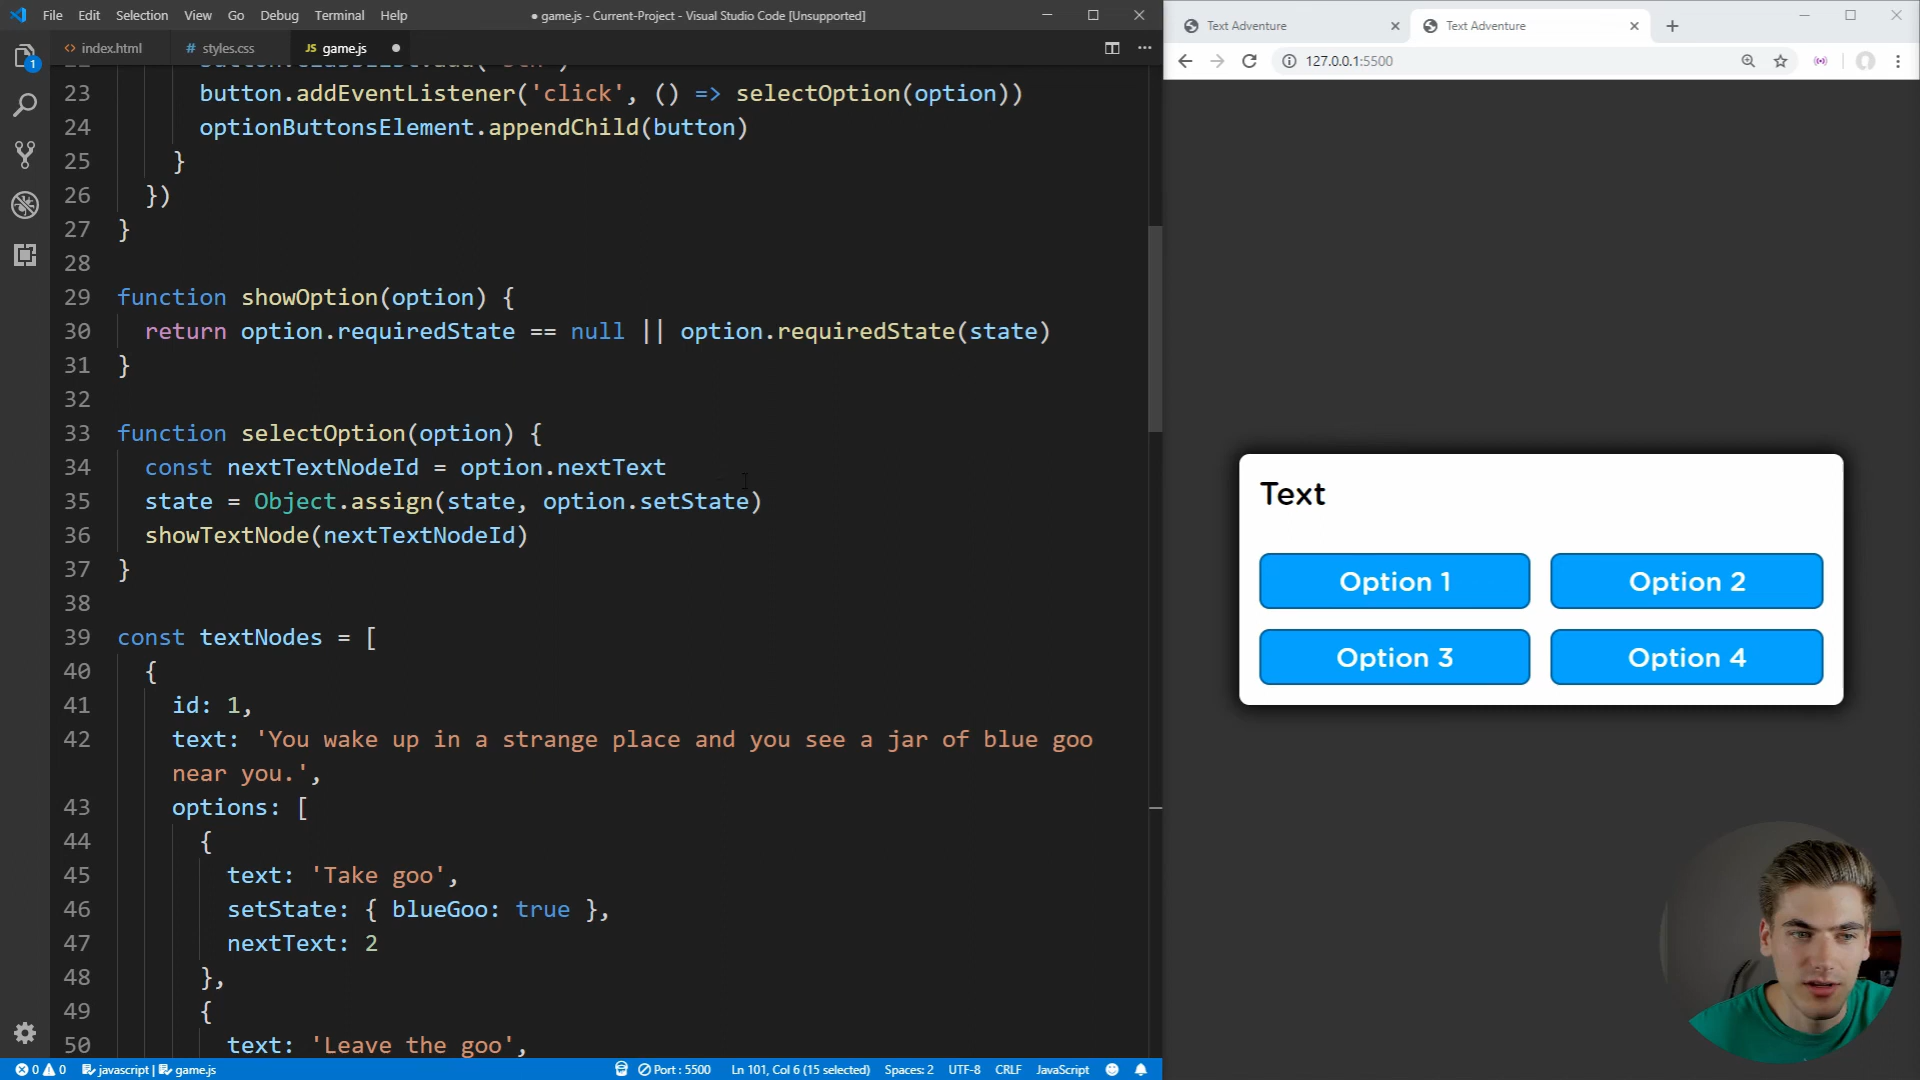 File Edit Selection View Go Debug Terminal Help
● game.js - Current-Project - Visual Studio Code [Unsupported]
index.html
# styles.css
JS game.js ●
23 button.addEventListener('click', () => selectOption(option))
24 optionButtonsElement.appendChild(button)
25 }
26 })
27 }
28
29 function showOption(option) {
30 return option.requiredState == null || option.requiredState(state)
31 }
32
33 function selectOption(option) {
34 const nextTextNodeId = option.nextText
35 state = Object.assign(state, option.setState)
36 showTextNode(nextTextNodeId)
37 }
38
39 const textNodes = [
40 {
41 id: 1,
42 text: 'You wake up in a strange place and you see a jar of blue goo
near you.',
43 options: [
44 {
45 text: 'Take goo',
46 setState: { blueGoo: true },
47 nextText: 2
48 },
49 {
50 text: 'Leave the goo',
1
0 0 javascript | game.js
Port : 5500 Ln 101, Col 6 (15 selected) Spaces: 2 UTF-8 CRLF JavaScript
Text Adventure
Text Adventure
127.0.0.1:5500
Text
Option 1
Option 2
Option 3
Option 4